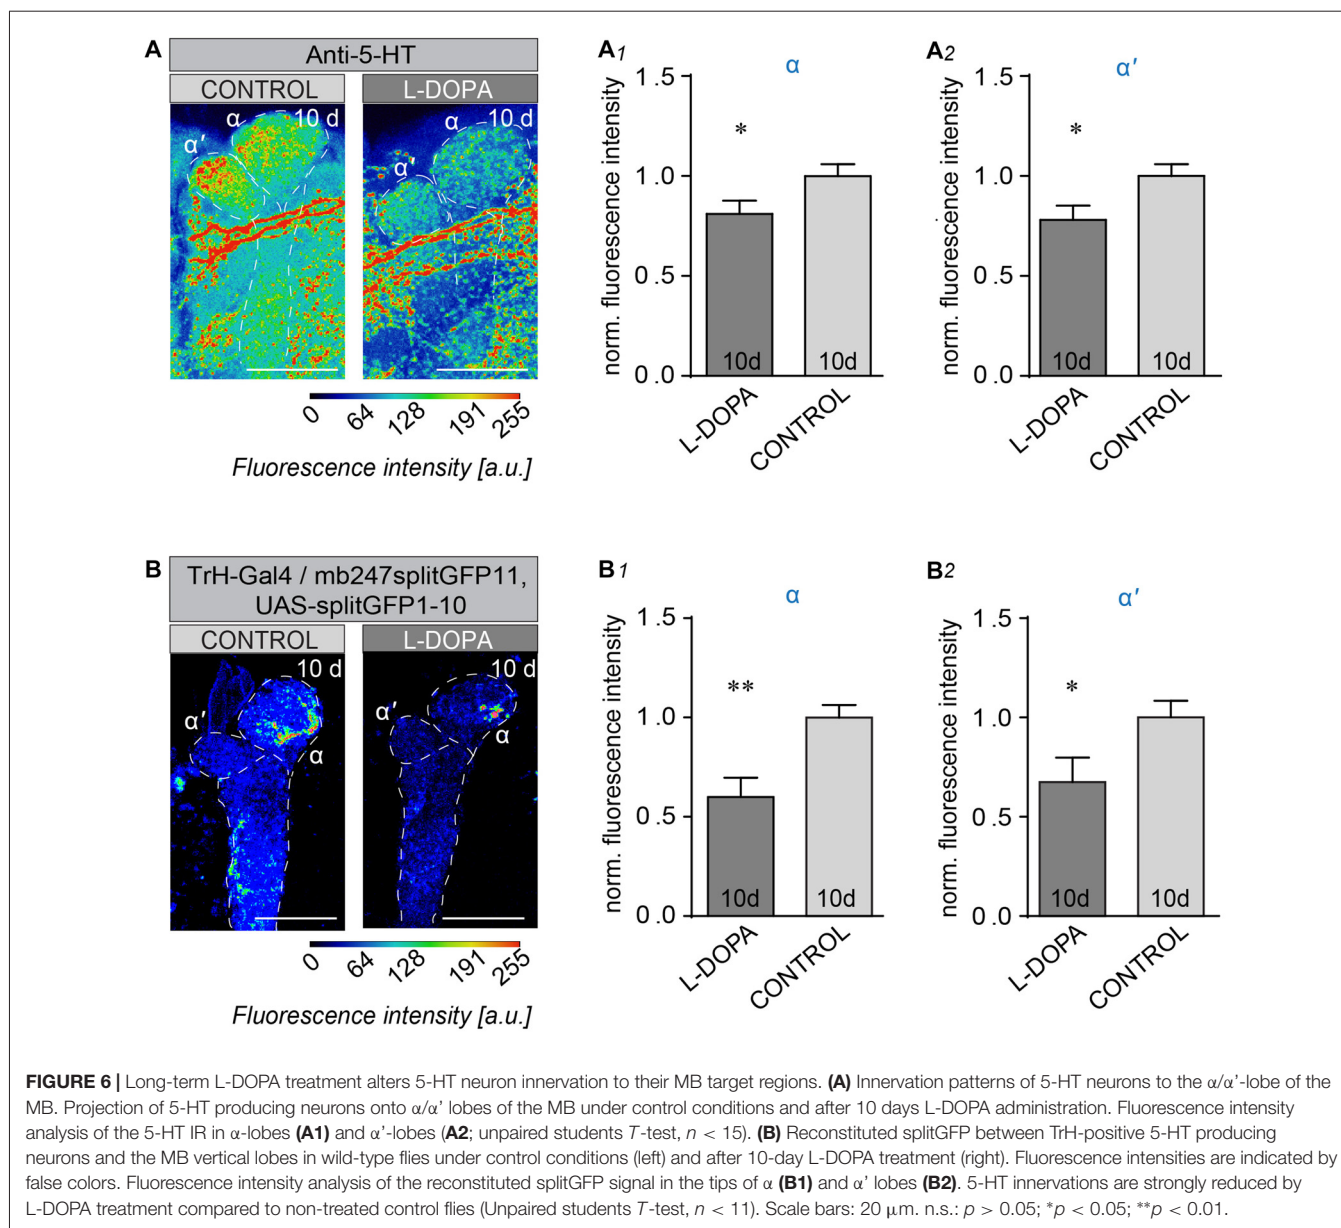 A
Anti-5-HT
CONTROL
L-DOPA
α
10 d
α′
α
10 d
α′
0
64
128
191
255
Fluorescence intensity [a.u.]
A1
α
norm. fluorescence intensity
1.5
1.0
0.5
0.0
*
10d
10d
L-DOPA
CONTROL
A2
α′
norm. fluorescence intensity
1.5
1.0
0.5
0.0
*
10d
10d
L-DOPA
CONTROL
B
TrH-Gal4 / mb247splitGFP11,
UAS-splitGFP1-10
CONTROL
L-DOPA
10 d
α′
α
10 d
α′
α
0
64
128
191
255
Fluorescence intensity [a.u.]
B1
α
norm. fluorescence intensity
1.5
1.0
0.5
0.0
**
10d
10d
L-DOPA
CONTROL
B2
α′
norm. fluorescence intensity
1.5
1.0
0.5
0.0
*
10d
10d
L-DOPA
CONTROL
FIGURE 6 | Long-term L-DOPA treatment alters 5-HT neuron innervation to their MB target regions. (A) Innervation patterns of 5-HT neurons to the α/α'-lobe of the
MB. Projection of 5-HT producing neurons onto α/α' lobes of the MB under control conditions and after 10 days L-DOPA administration. Fluorescence intensity
analysis of the 5-HT IR in α-lobes (A1) and α'-lobes (A2; unpaired students T-test, n < 15). (B) Reconstituted splitGFP between TrH-positive 5-HT producing
neurons and the MB vertical lobes in wild-type flies under control conditions (left) and after 10-day L-DOPA treatment (right). Fluorescence intensities are indicated by
false colors. Fluorescence intensity analysis of the reconstituted splitGFP signal in the tips of α (B1) and α' lobes (B2). 5-HT innervations are strongly reduced by
L-DOPA treatment compared to non-treated control flies (Unpaired students T-test, n < 11). Scale bars: 20 μm. n.s.: p > 0.05; *p < 0.05; **p < 0.01.